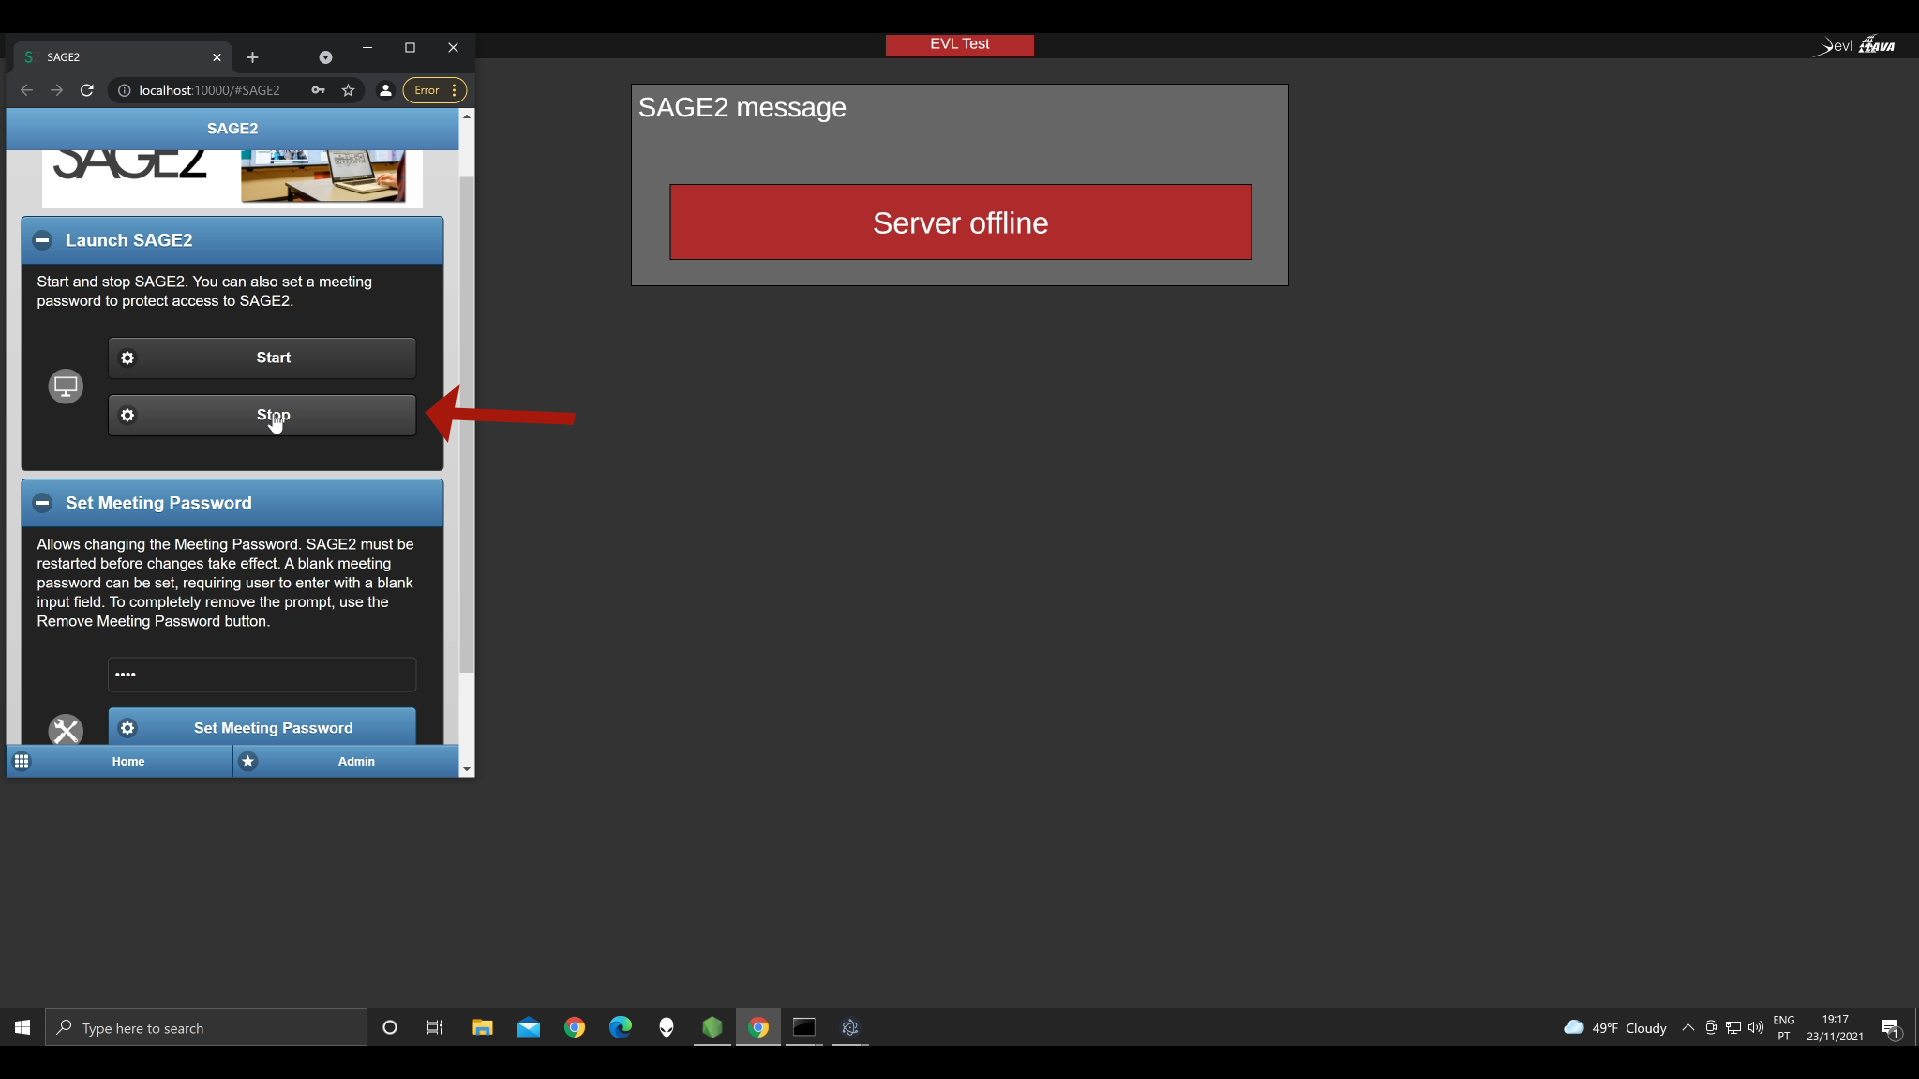 SAGE2
localhost:10000/#SAGE2
Error
SAGE2
SAGE2
Launch SAGE2
Start and stop SAGE2. You can also set a meeting
password to protect access to SAGE2.
Start
Stop
Set Meeting Password
Allows changing the Meeting Password. SAGE2 must be
restarted before changes take effect. A blank meeting
password can be set, requiring user to enter with a blank
input field. To completely remove the prompt, use the
Remove Meeting Password button.
••••
Set Meeting Password
Home
Admin
EVL Test
evl
SAGE2 message
Server offline
Type here to search
49°F Cloudy
ENG
PT
19:17
23/11/2021
1